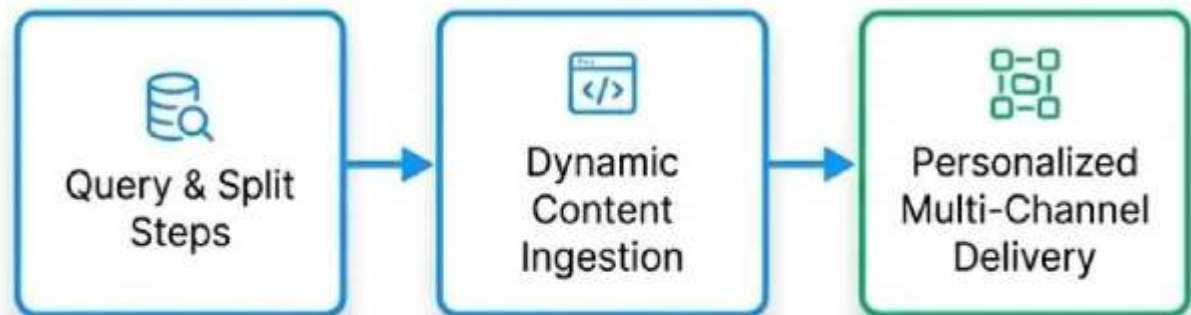 Query & Split
Steps
Dynamic
Content
Ingestion
Personalized
Multi-Channel
Delivery